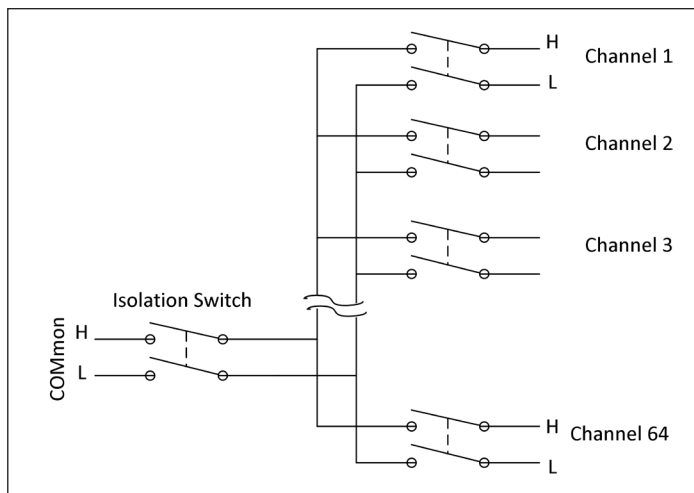 H
Channel 1
L
Channel 2
Channel 3
Isolation Switch
COMmon
H
L
H
Channel 64
L